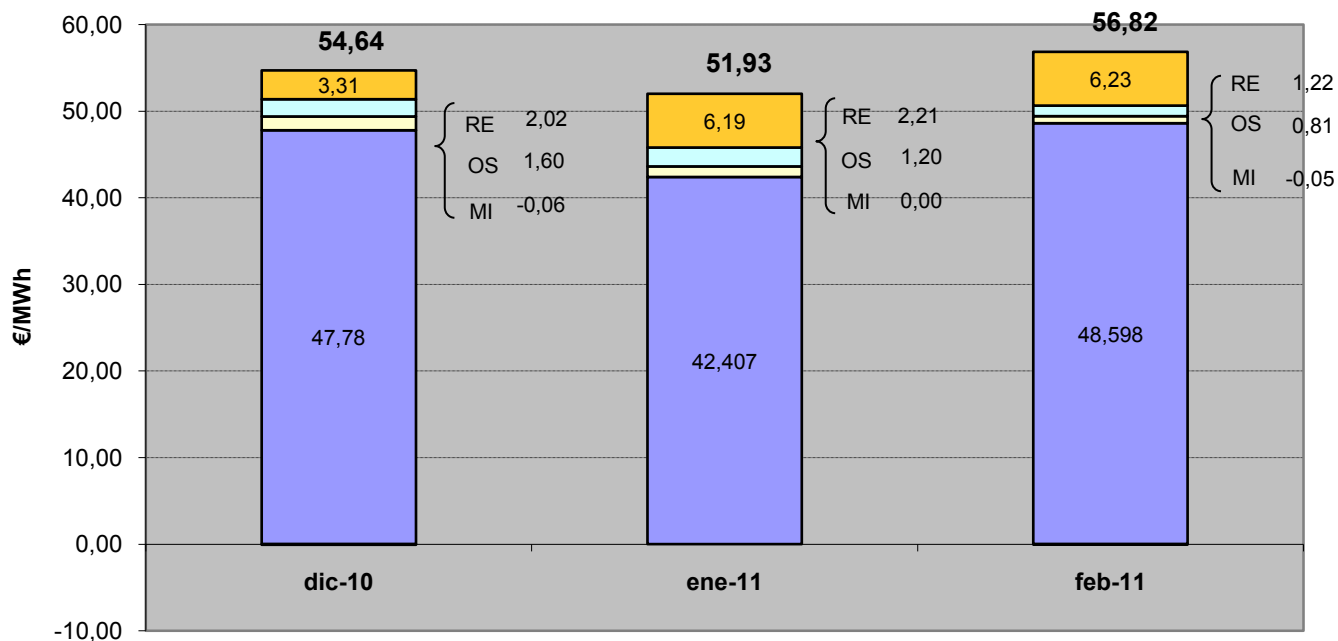 60,00
50,00
40,00
30,00
20,00
10,00
0,00
-10,00
€/MWh
54,64
3,31
RE 2,02
OS 1,60
MI -0,06
47,78
51,93
6,19
RE 2,21
OS 1,20
MI 0,00
42,407
56,82
6,23
RE 1,22
OS 0,81
MI -0,05
48,598
dic-10
ene-11
feb-11